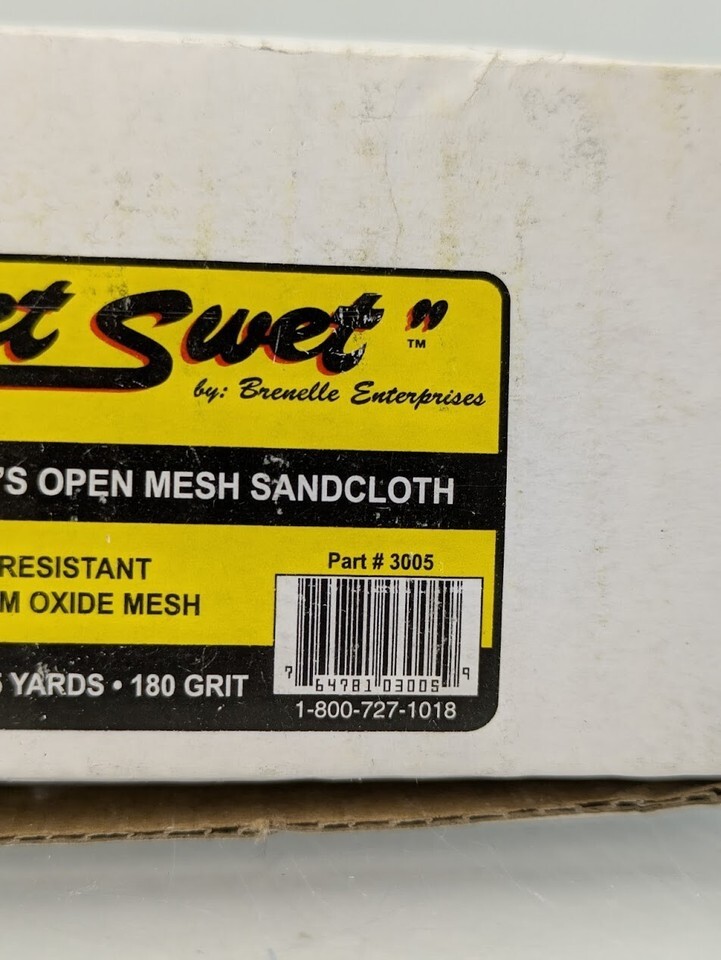 Swet" ™
by: Brenelle Enterprises
'S OPEN MESH SANDCLOTH
RESISTANT
M OXIDE MESH
Part # 3005
YARDS • 180 GRIT
7 64781 03005 9
1-800-727-1018